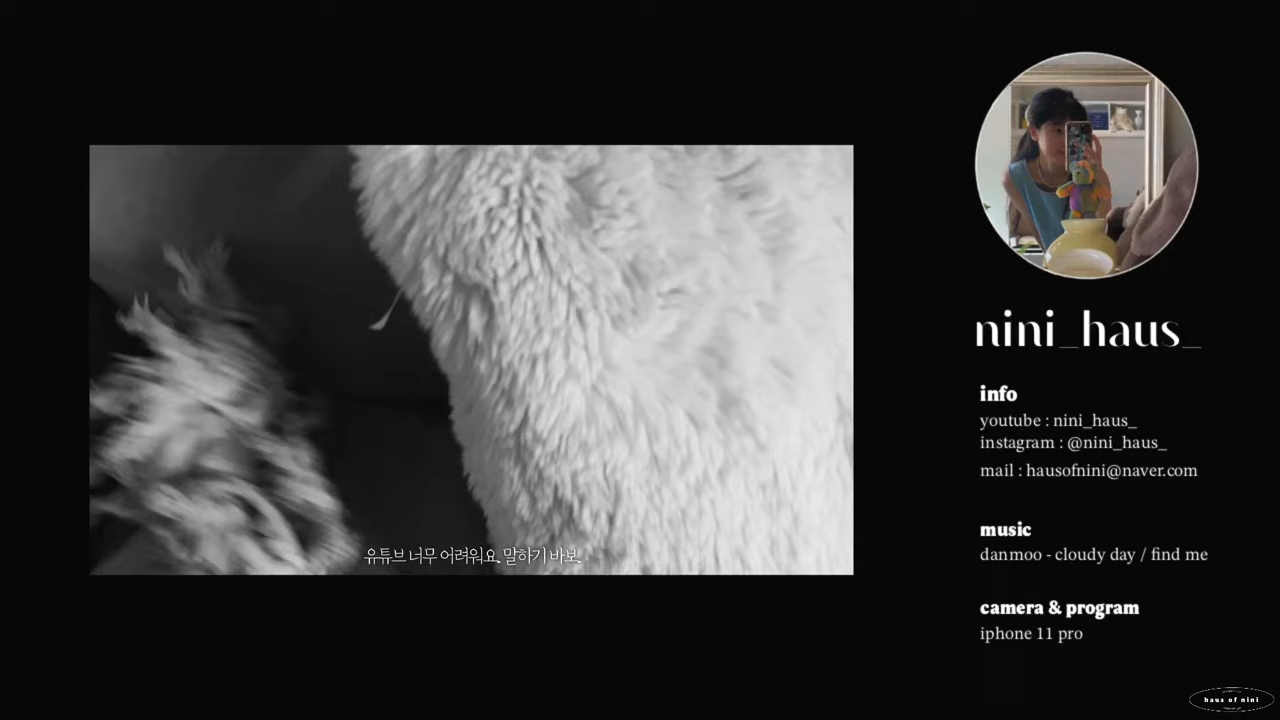 유튜브 너무 어려워요. 말하기 바보.
nini_haus_
info
youtube : nini_haus_
instagram : @nini_haus_
mail : hausofnini@naver.com
music
danmoo - cloudy day / find me
camera & program
iphone 11 pro
haus of nini